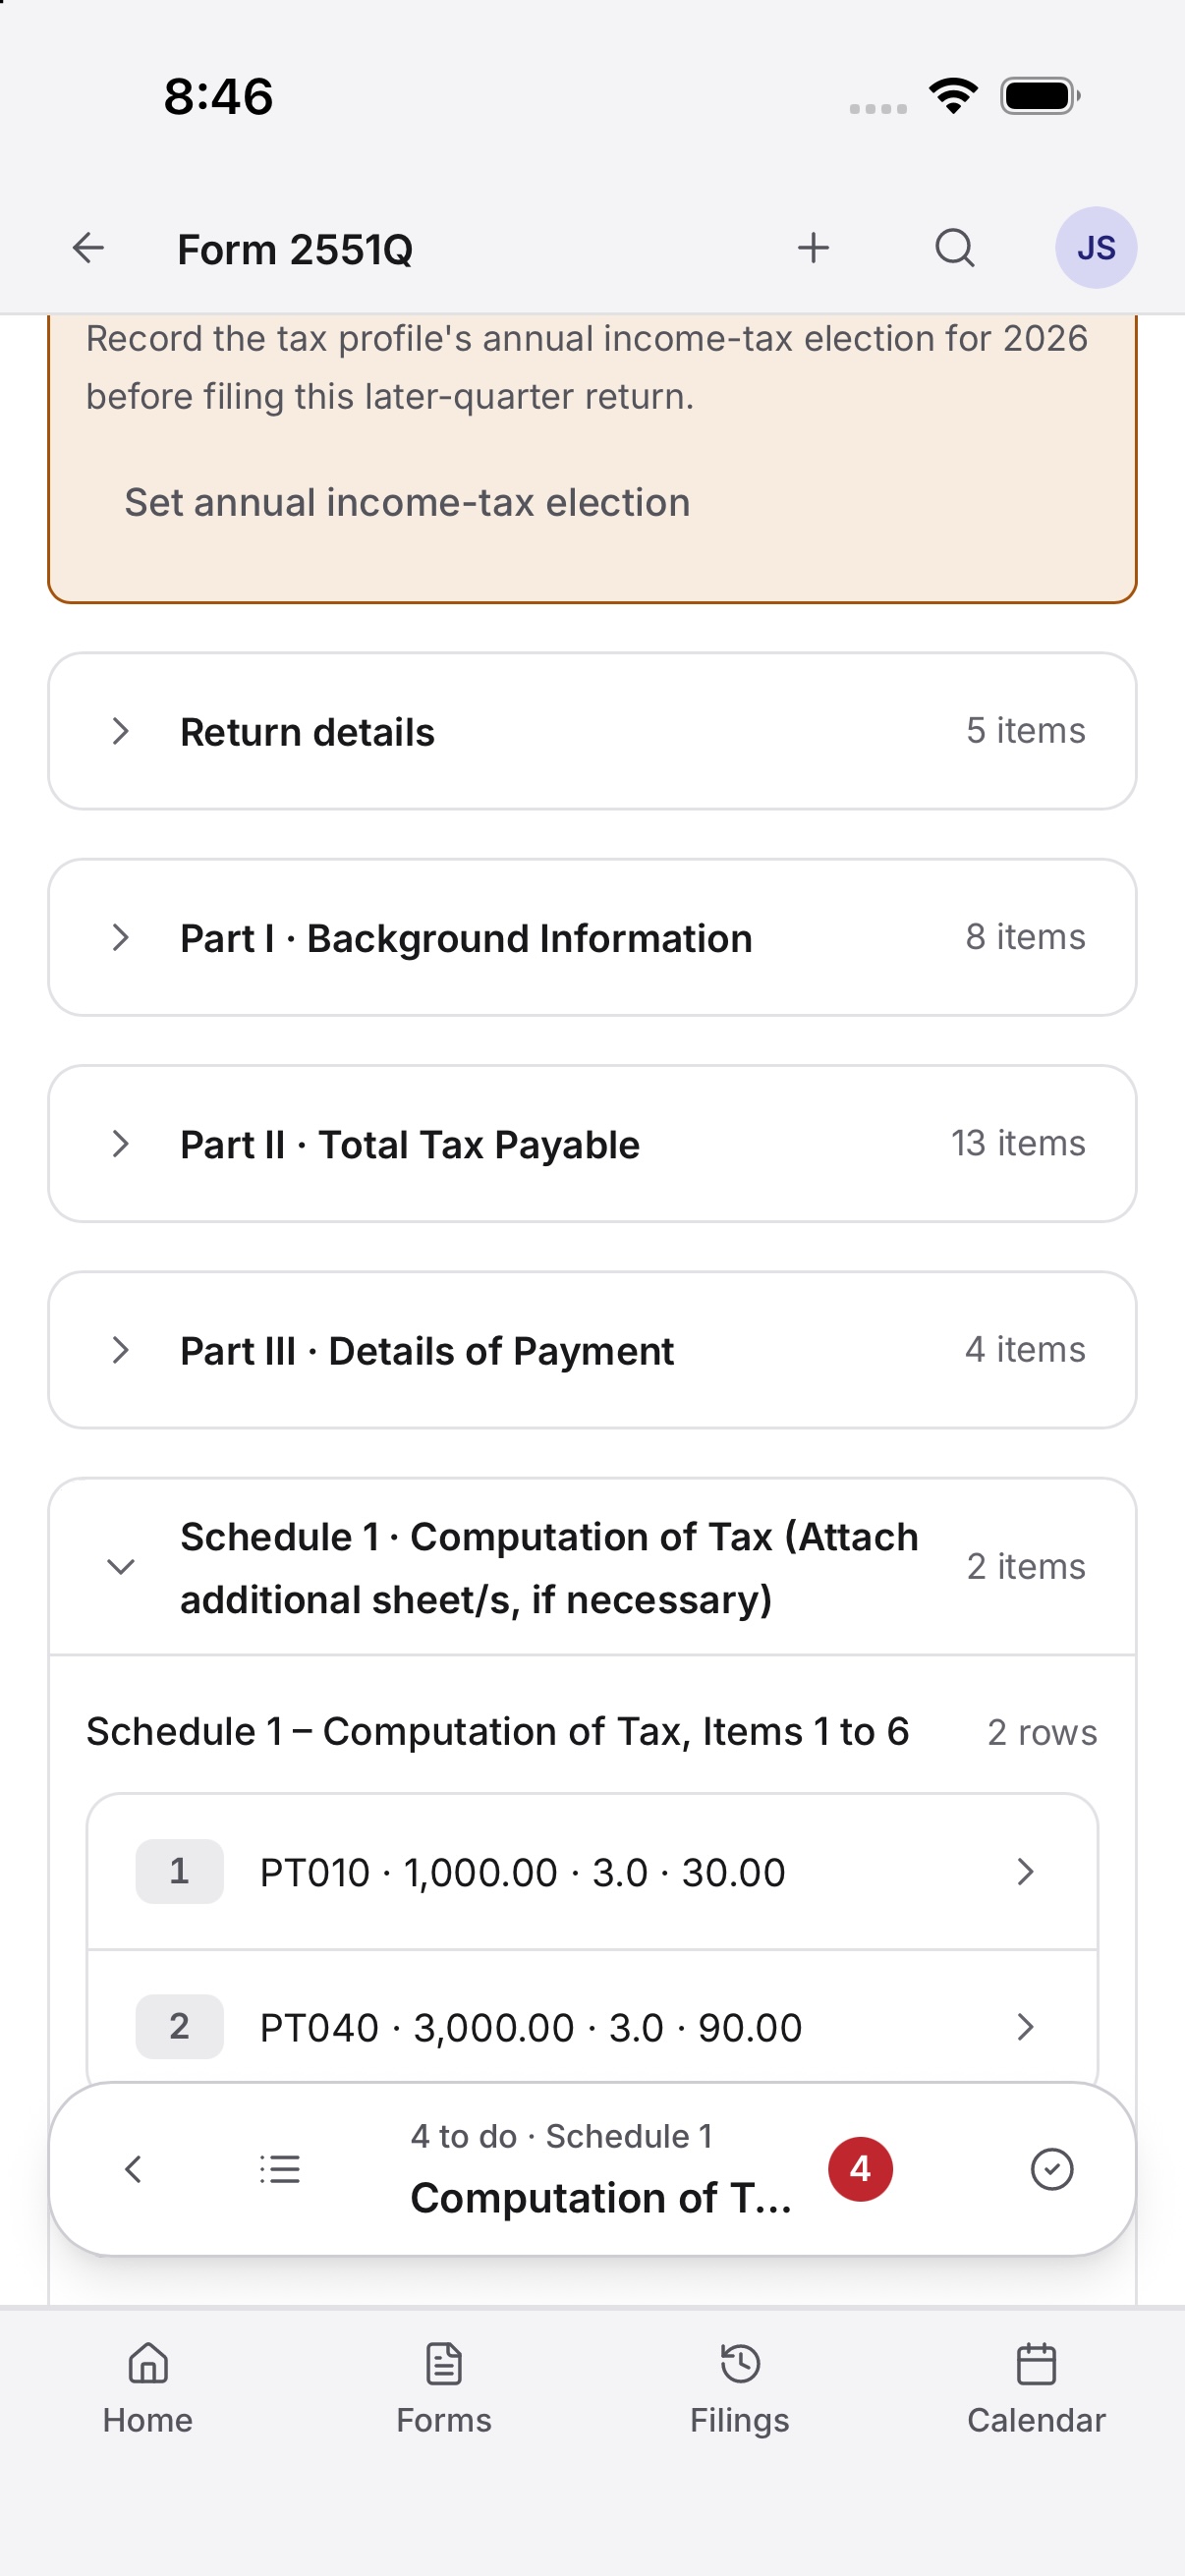 8:46
Form 2551Q
JS
Record the tax profile's annual income-tax election for 2026
before filing this later-quarter return.
Set annual income-tax election
Return details
5 items
Part I · Background Information
8 items
Part II · Total Tax Payable
13 items
Part III · Details of Payment
4 items
Schedule 1 · Computation of Tax (Attach
additional sheet/s, if necessary)
2 items
Schedule 1 – Computation of Tax, Items 1 to 6
2 rows
1
PT010 · 1,000.00 · 3.0 · 30.00
2
PT040 · 3,000.00 · 3.0 · 90.00
4 to do · Schedule 1
Computation of T...
4
Home
Forms
Filings
Calendar